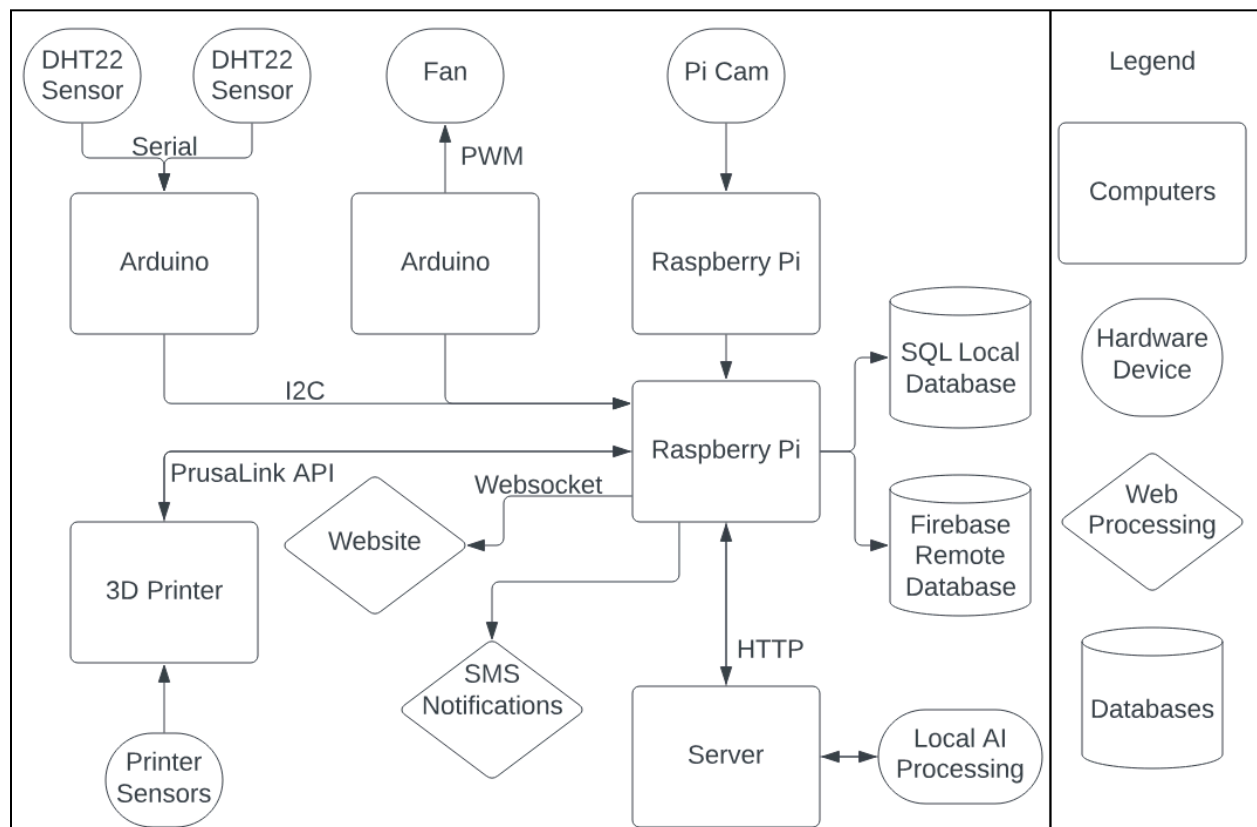 DHT22
Sensor
DHT22
Sensor
Fan
Pi Cam
Serial
PWM
Arduino
Arduino
Raspberry Pi
I2C
SQL Local
Database
Raspberry Pi
PrusaLink API
Websocket
Website
Firebase
Remote
Database
3D Printer
HTTP
SMS
Notifications
Server
Local AI
Processing
Printer
Sensors
Legend
Computers
Hardware
Device
Web
Processing
Databases